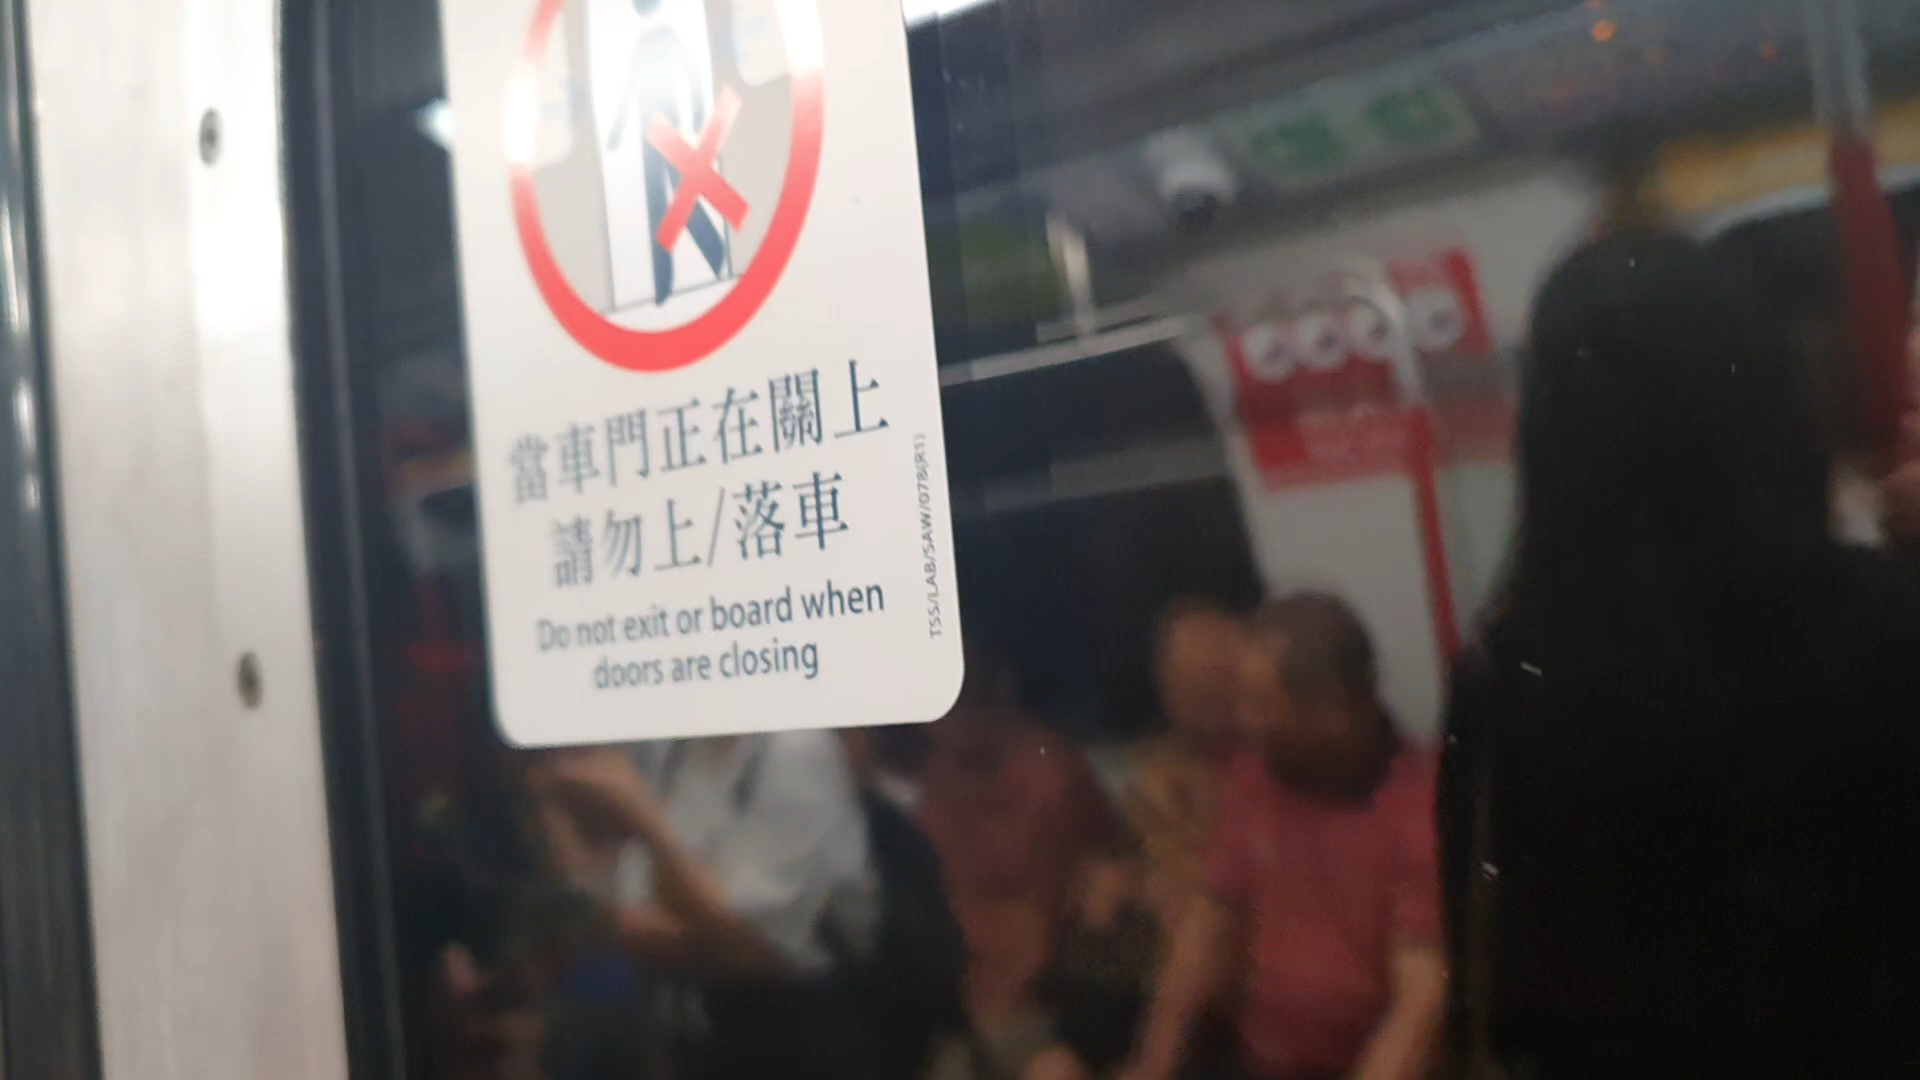 當車門正在關上
請勿上/落車
Do not exit or board when
doors are closing
TSS/LAB/SAW/078(R1)